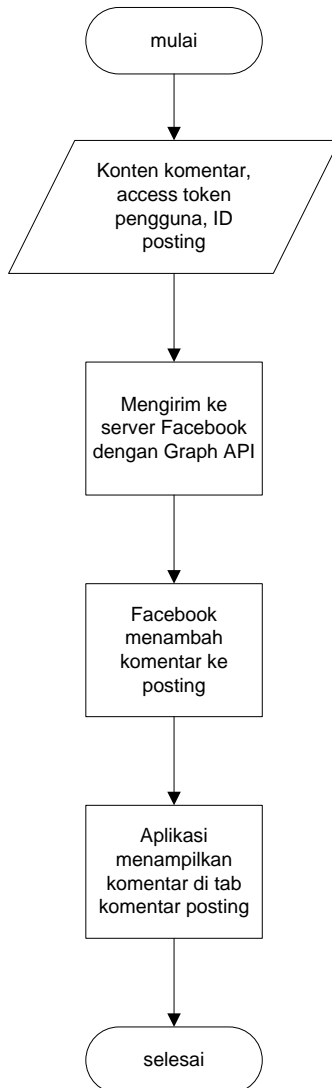 mulai
Konten komentar,
access token
pengguna, ID
posting
Mengirim ke
server Facebook
dengan Graph API
Facebook
menambah
komentar ke
posting
Aplikasi
menampilkan
komentar di tab
komentar posting
selesai